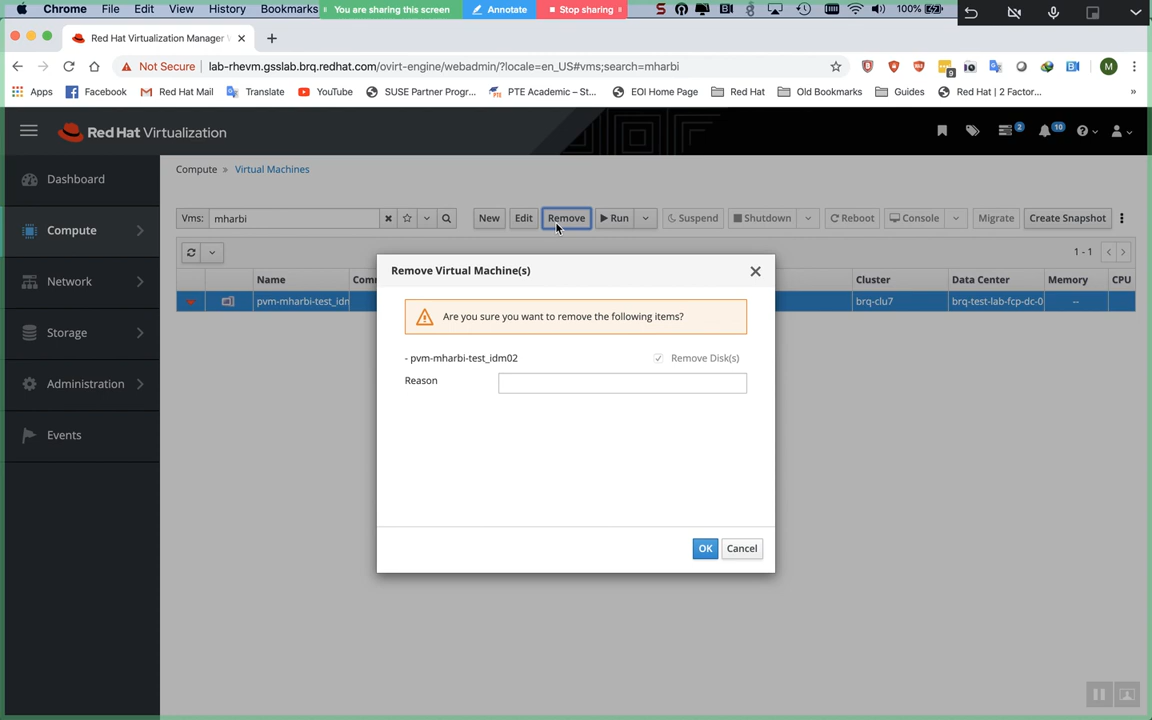 Chrome File Edit View History Bookmarks You are sharing this screen Annotate Stop sharing 100%
Red Hat Virtualization Manager
Not Secure lab-rhevm.gsslab.brq.redhat.com/ovirt-engine/webadmin/?locale=en_US#vms;search=mharbi 9 M
Apps Facebook Red Hat Mail Translate YouTube SUSE Partner Progr... PTE Academic – St... EOI Home Page Red Hat Old Bookmarks Guides Red Hat | 2 Factor... »
Red Hat Virtualization 2 10
Dashboard
Compute
Network
Storage
Administration
Events
Compute » Virtual Machines
Vms: mharbi New Edit Remove Run Suspend Shutdown Reboot Console Migrate Create Snapshot
1 - 1
Name Com Cluster Data Center Memory CPU
pvm-mharbi-test_idm brq-clu7 brq-test-lab-fcp-dc-0 --
Remove Virtual Machine(s)
Are you sure you want to remove the following items?
- pvm-mharbi-test_idm02 Remove Disk(s)
Reason
OK Cancel